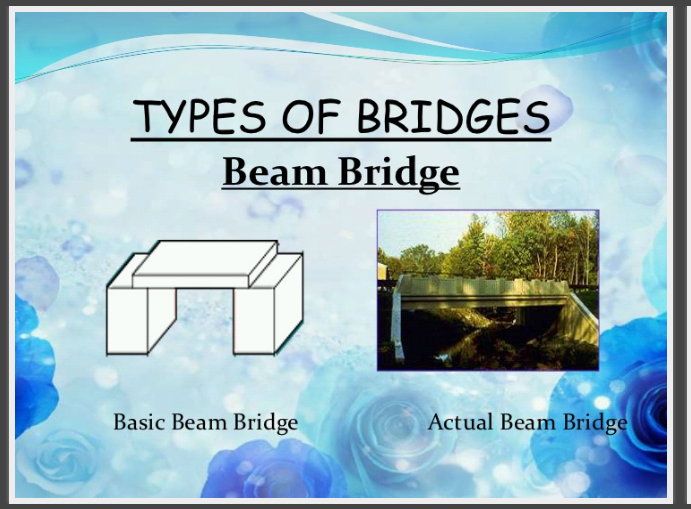 TYPES OF BRIDGES
Beam Bridge
Basic Beam Bridge
Actual Beam Bridge